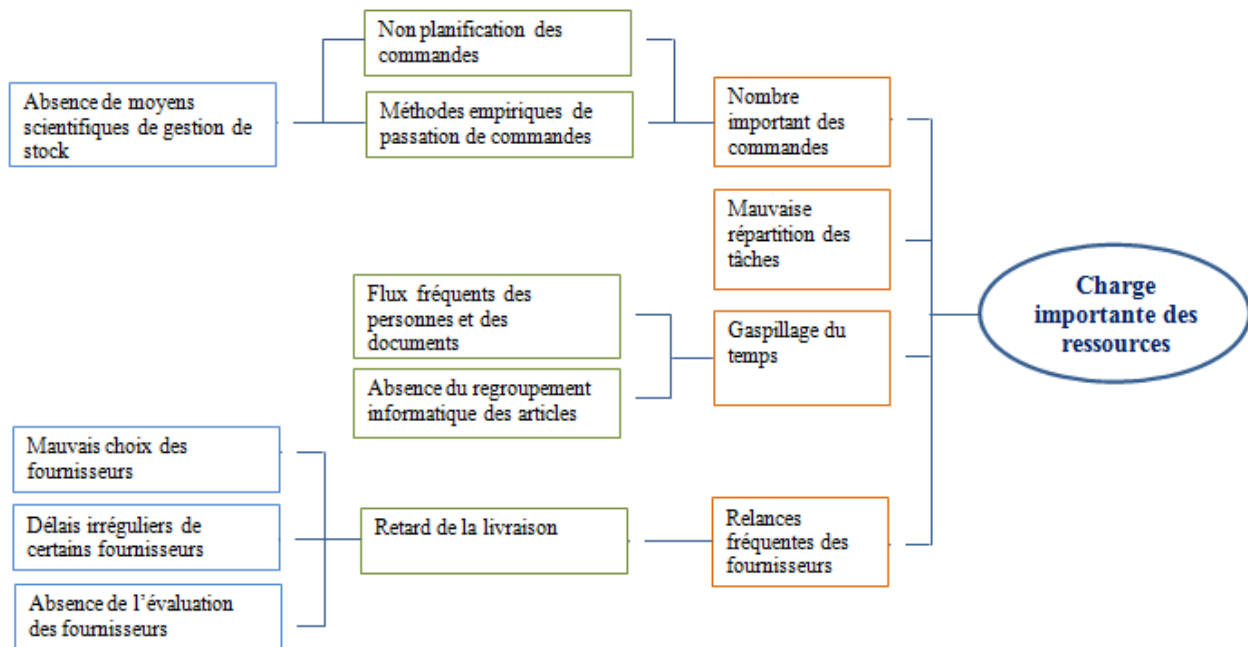 Non planification des
commandes
Absence de moyens
scientifiques de gestion de
stock
Méthodes empiriques de
passation de commandes
Nombre
important des
commandes
Mauvaise
répartition des
tâches
Flux fréquents des
personnes et des
documents
Gaspillage du
temps
Charge
importante des
ressources
Absence du regroupement
informatique des articles
Mauvais choix des
fournisseurs
Délais irréguliers de
certains fournisseurs
Retard de la livraison
Relances
fréquentes des
fournisseurs
Absence de l’évaluation
des fournisseurs